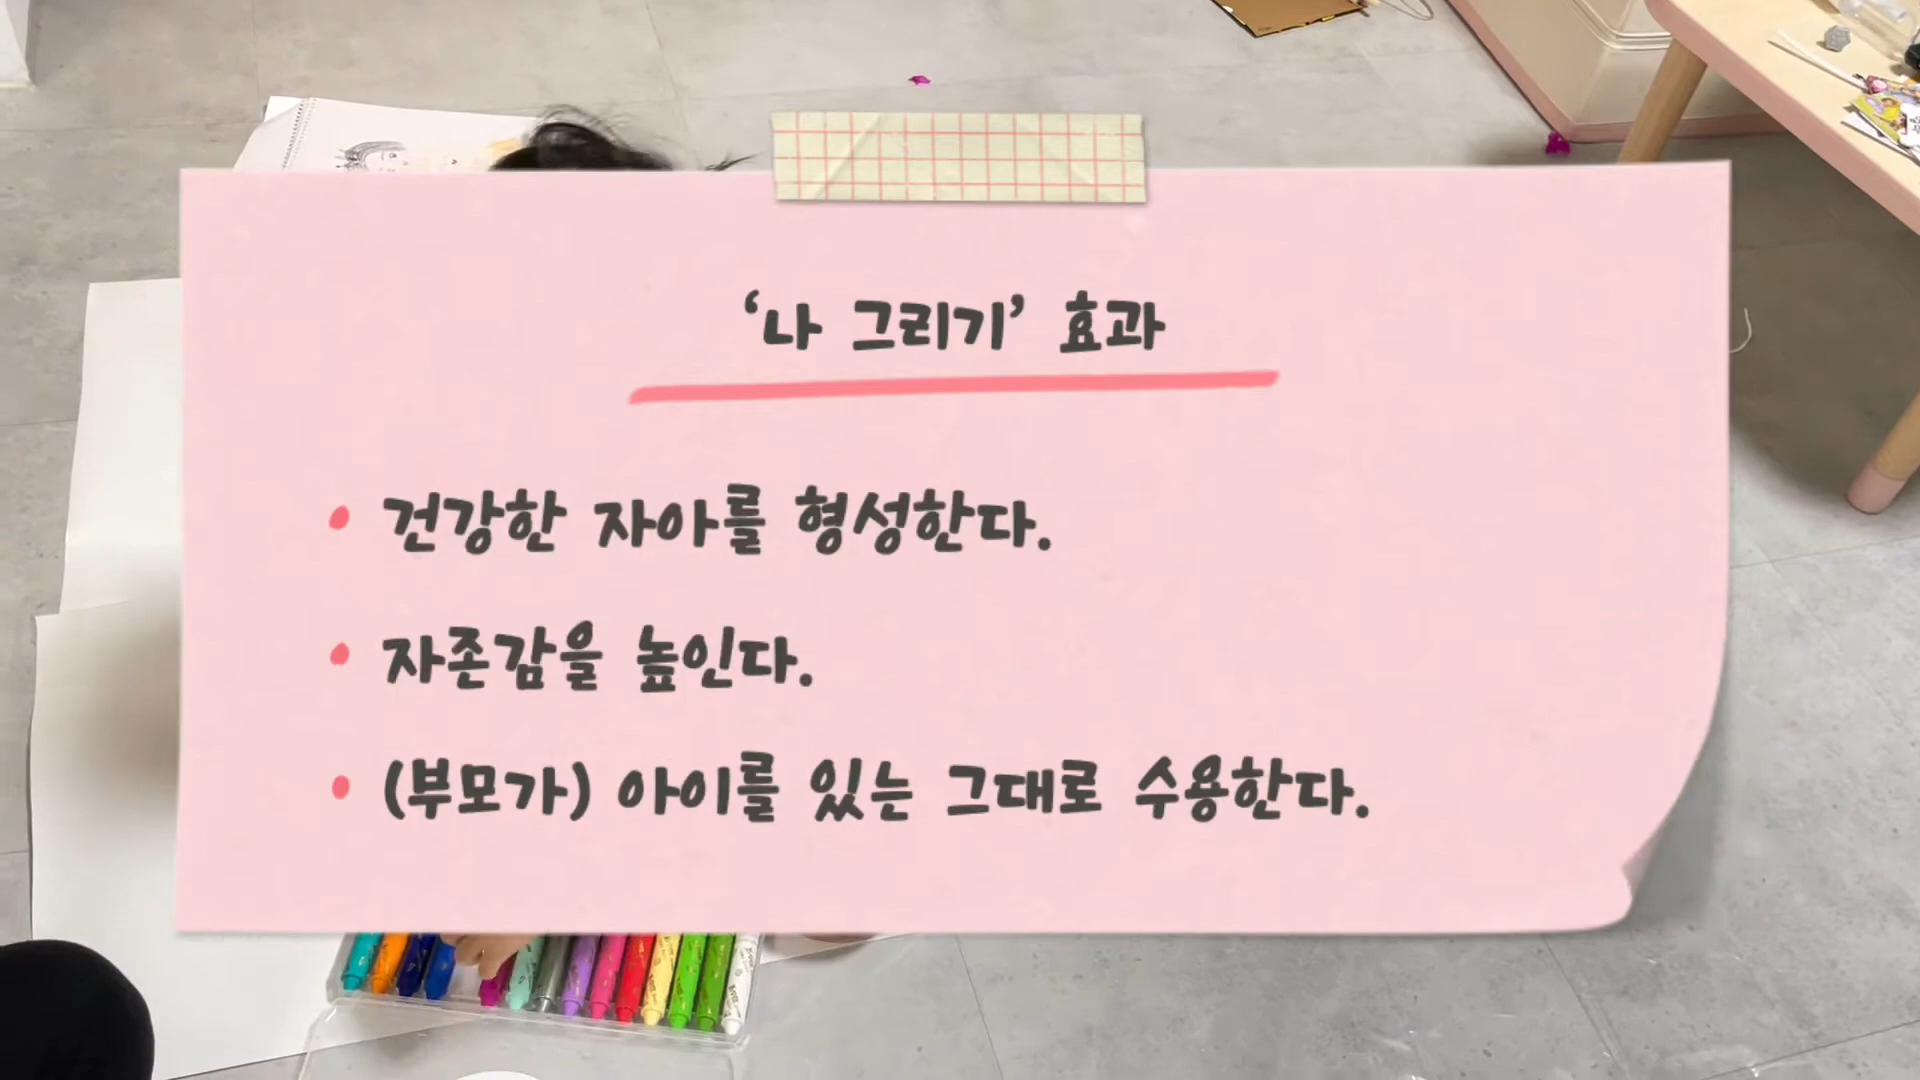 ‘나 그리기’ 효과
건강한 자아를 형성한다.
자존감을 높인다.
(부모가) 아이를 있는 그대로 수용한다.